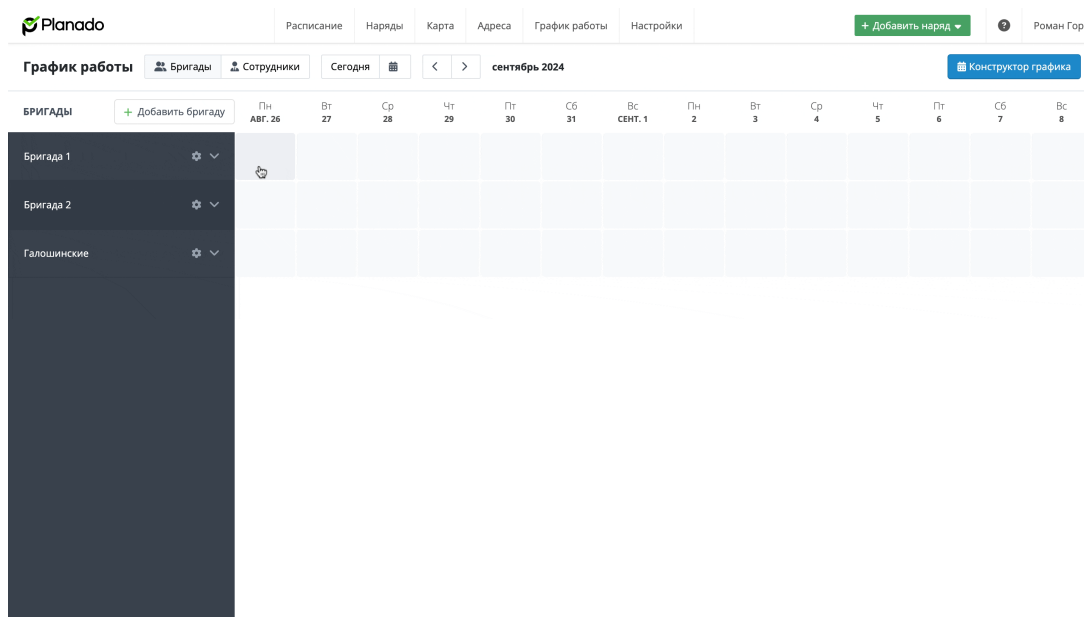 Planado Расписание Наряды Карта Адреса График работы Настройки + Добавить наряд ? Роман Гор
График работы Бригады Сотрудники Сегодня сентябрь 2024 Конструктор графика
БРИГАДЫ + Добавить бригаду Пн Вт Ср Чт Пт Сб Вс Пн Вт Ср Чт Пт Сб Вс
АВГ. 26 27 28 29 30 31 СЕНТ. 1 2 3 4 5 6 7 8
Бригада 1
Бригада 2
Галошинские